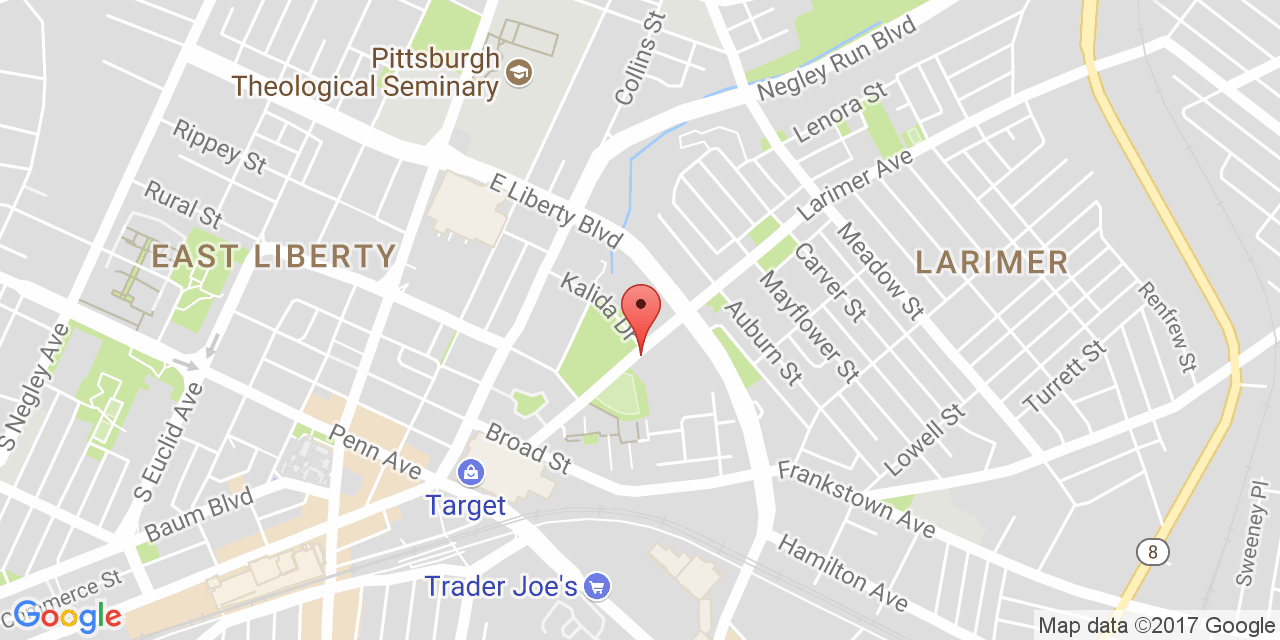 Pittsburgh
Theological Seminary
Collins St
Negley Run Blvd
Lenora St
Rippey St
E Liberty Blvd
Larimer Ave
Rural St
EAST LIBERTY
Meadow St
LARIMER
Carver St
Kalida Dr
Mayflower St
Renfrew St
Auburn St
S Negley Ave
Turrett St
S Euclid Ave
Penn Ave
Broad St
Lowell St
Target
Baum Blvd
Frankstown Ave
Sweeney Pl
8
Hamilton Ave
Trader Joe's
Commerce St
Google
Map data ©2017 Google